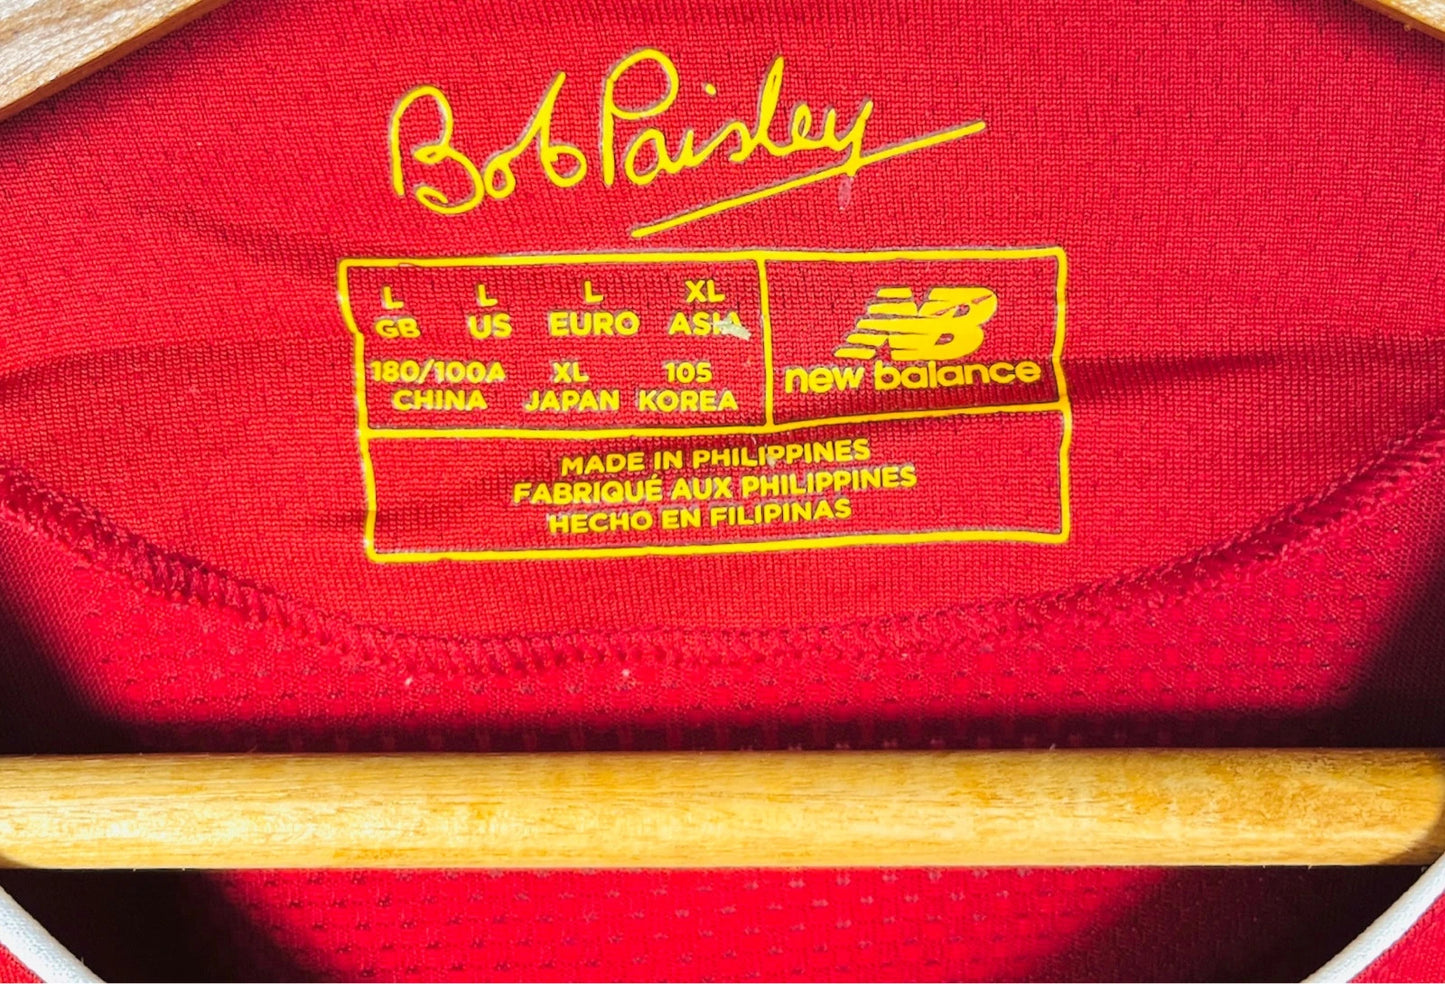 Bob Paisley
L L L XL
GB US EURO ASIA
180/100A XL 105
CHINA JAPAN KOREA
NB
new balance
MADE IN PHILIPPINES
FABRIQUÉ AUX PHILIPPINES
HECHO EN FILIPINAS